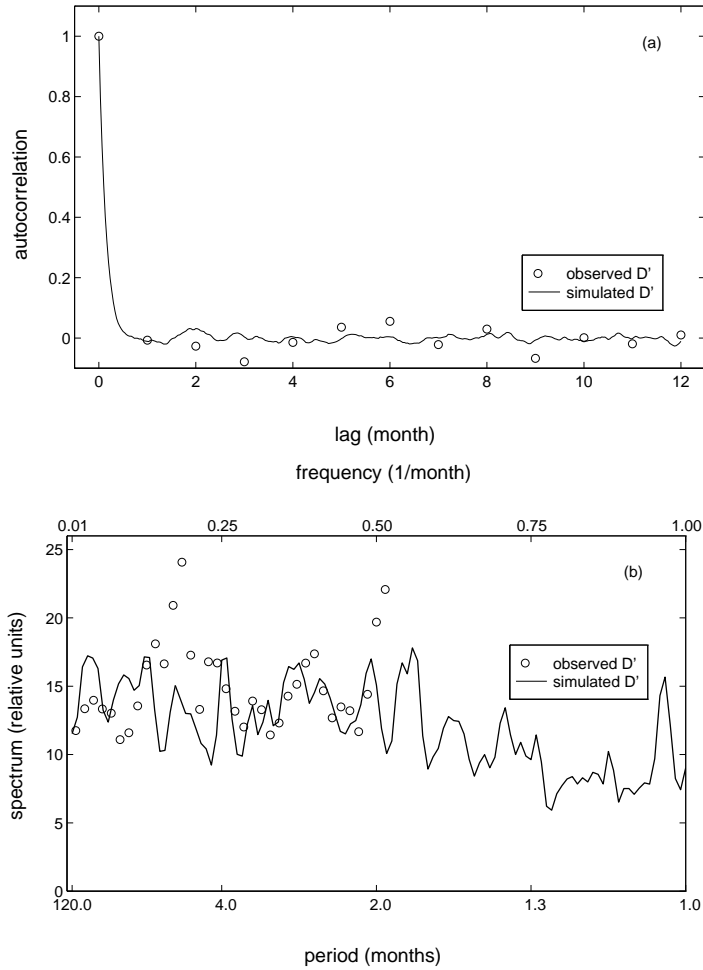 (a)
1
0.8
0.6
0.4
0.2
0
autocorrelation
observed D'
simulated D'
0 2 4 6 8 10 12
lag (month)
frequency (1/month)
0.01 0.25 0.50 0.75 1.00
(b)
25
20
15
10
5
0
spectrum (relative units)
observed D'
simulated D'
120.0 4.0 2.0 1.3 1.0
period (months)